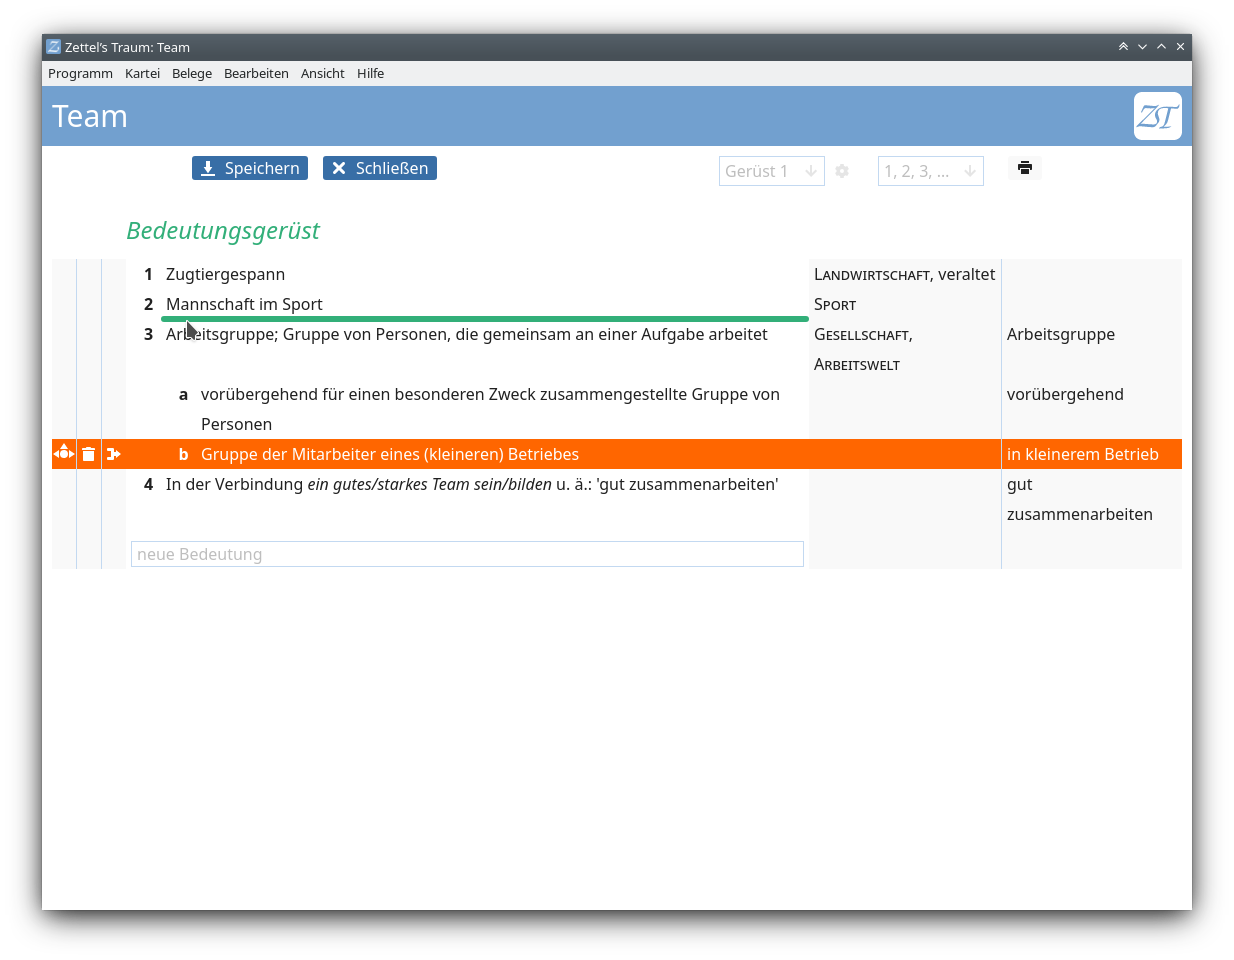 Zettel’s Traum: Team
Programm Kartei Belege Bearbeiten Ansicht Hilfe
Team ZT
Speichern Schließen Gerüst 1 1, 2, 3, ...
Bedeutungsgerüst
1 Zugtiergespann Landwirtschaft, veraltet
2 Mannschaft im Sport Sport
3 Arbeitsgruppe; Gruppe von Personen, die gemeinsam an einer Aufgabe arbeitet Gesellschaft, Arbeitsgruppe
Arbeitswelt
a vorübergehend für einen besonderen Zweck zusammengestellte Gruppe von vorübergehend
Personen
b Gruppe der Mitarbeiter eines (kleineren) Betriebes in kleinerem Betrieb
4 In der Verbindung ein gutes/starkes Team sein/bilden u. ä.: 'gut zusammenarbeiten' gut
zusammenarbeiten
neue Bedeutung